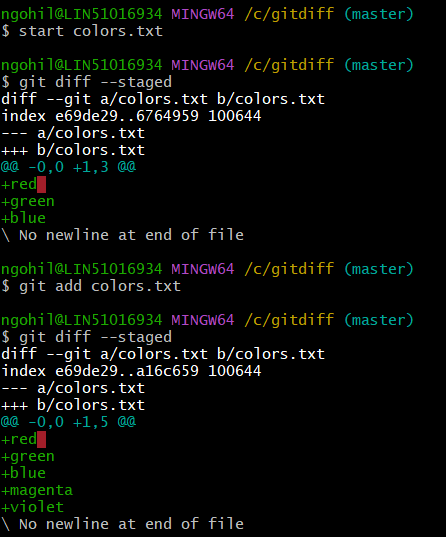 ngohil@LIN51016934 MINGW64 /c/gitdiff (master)
$ start colors.txt
ngohil@LIN51016934 MINGW64 /c/gitdiff (master)
$ git diff --staged
diff --git a/colors.txt b/colors.txt
index e69de29..6764959 100644
--- a/colors.txt
+++ b/colors.txt
@@ -0,0 +1,3 @@
+red
+green
+blue
\ No newline at end of file
ngohil@LIN51016934 MINGW64 /c/gitdiff (master)
$ git add colors.txt
ngohil@LIN51016934 MINGW64 /c/gitdiff (master)
$ git diff --staged
diff --git a/colors.txt b/colors.txt
index e69de29..a16c659 100644
--- a/colors.txt
+++ b/colors.txt
@@ -0,0 +1,5 @@
+red
+green
+blue
+magenta
+violet
\ No newline at end of file